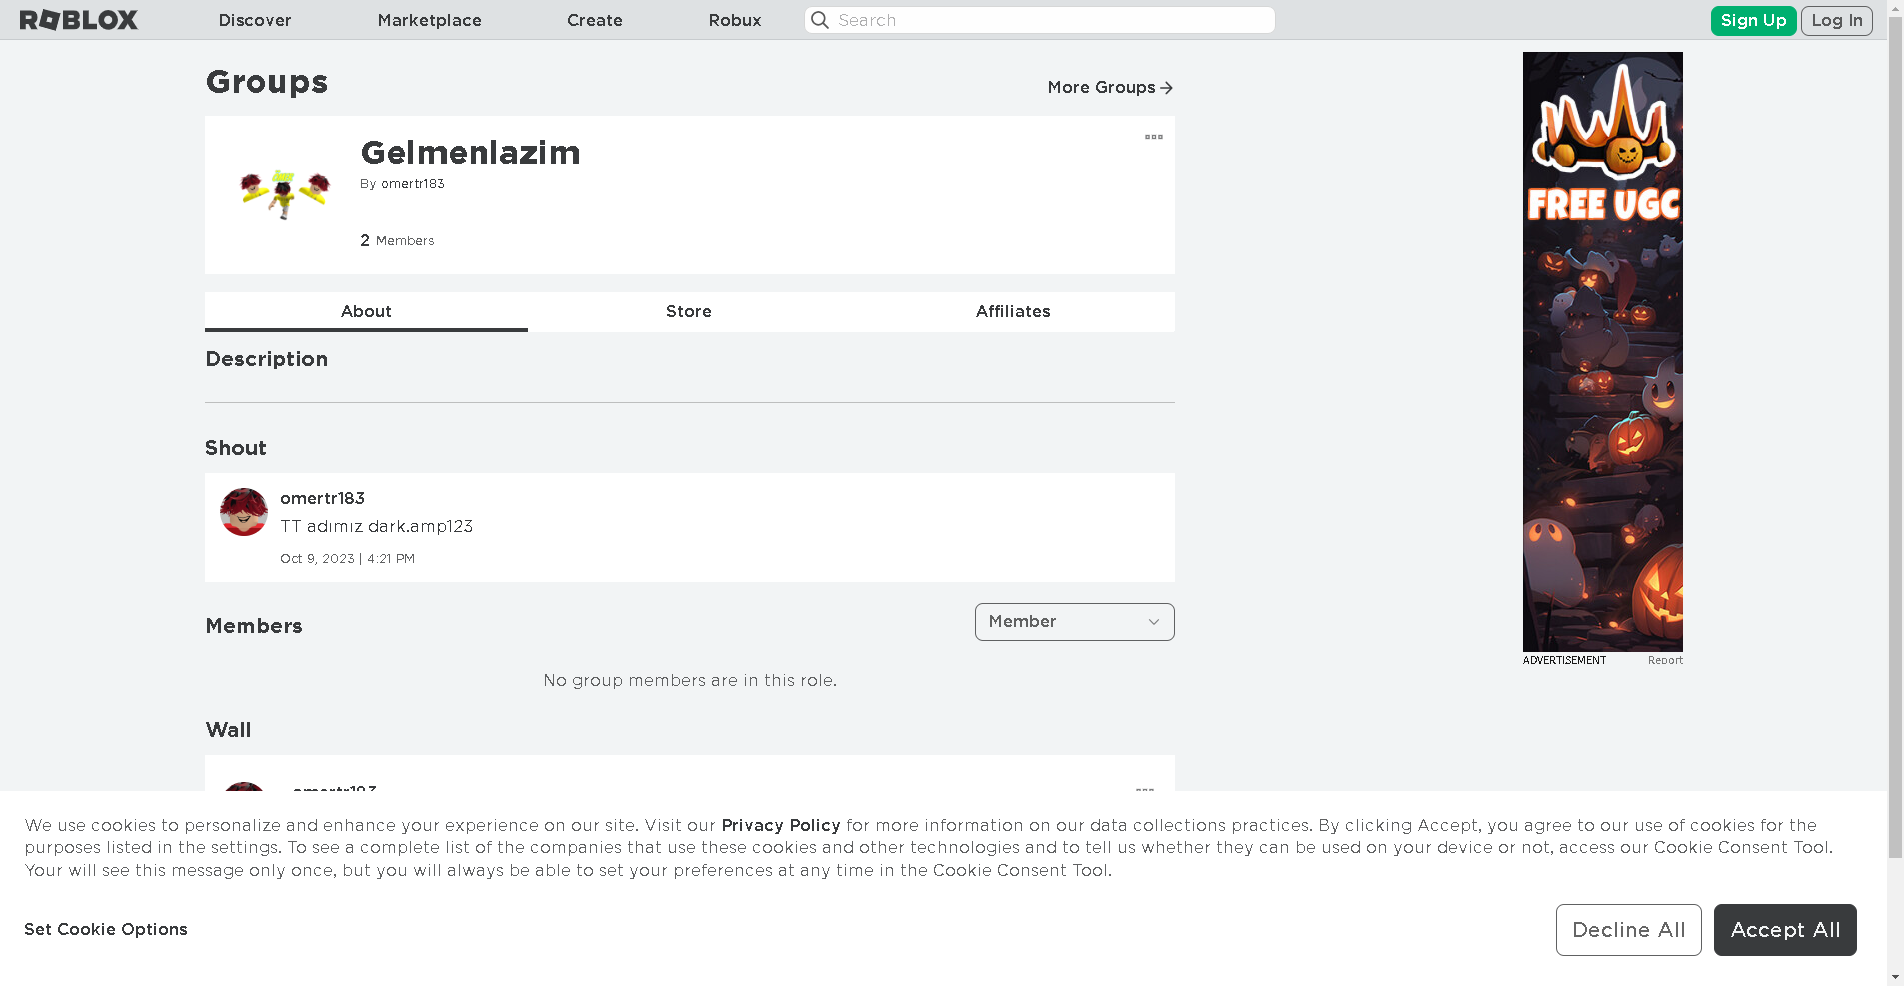 ROBLOX
Discover
Marketplace
Create
Robux
Search
Sign Up
Log In
Groups
More Groups
Gelmenlazim
By omertr183
2 Members
About
Store
Affiliates
Description
Shout
omertr183
TT adımız dark.amp123
Oct 9, 2023 | 4:21 PM
Members
Member
No group members are in this role.
Wall
omertr183
FREE UGC
ADVERTISEMENT
Report
We use cookies to personalize and enhance your experience on our site. Visit our Privacy Policy for more information on our data collections practices. By clicking Accept, you agree to our use of cookies for the
purposes listed in the settings. To see a complete list of the companies that use these cookies and other technologies and to tell us whether they can be used on your device or not, access our Cookie Consent Tool.
Your will see this message only once, but you will always be able to set your preferences at any time in the Cookie Consent Tool.
Set Cookie Options
Decline All
Accept All